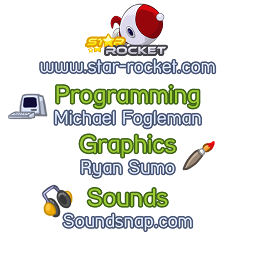 STAR
ROCKET
www.star-rocket.com
Programming
Michael Fogleman
Graphics
Ryan Sumo
Sounds
Soundsnap.com